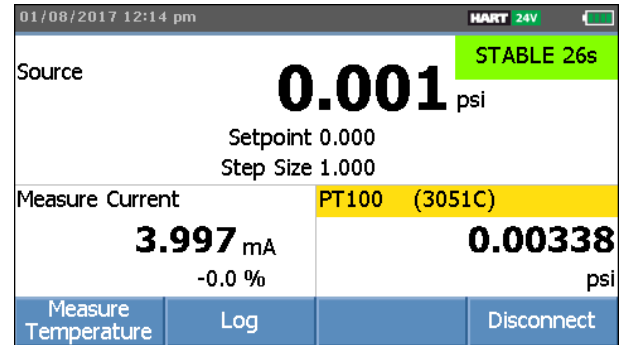 01/08/2017 12:14 pm HART 24V
STABLE 26s
Source
0.001 psi
Setpoint 0.000
Step Size 1.000
Measure Current
3.997 mA
-0.0 %
PT100 (3051C)
0.00338
psi
Measure
Temperature
Log
Disconnect